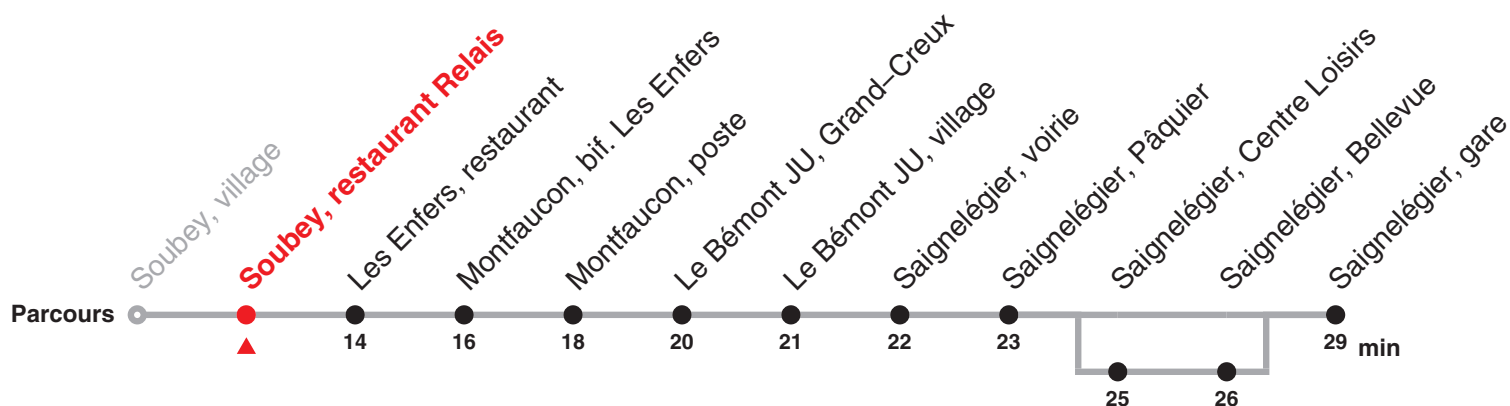 Soubey, village
Soubey, restaurant Relais
Les Enfers, restaurant
Montfaucon, bif. Les Enfers
Montfaucon, poste
Le Bémont JU, Grand–Creux
Le Bémont JU, village
Saignelégier, voirie
Saignelégier, Pâquier
Saignelégier, Centre Loisirs
Saignelégier, Bellevue
Saignelégier, gare
Parcours
14 16 18 20 21 22 23 29 min
25 26